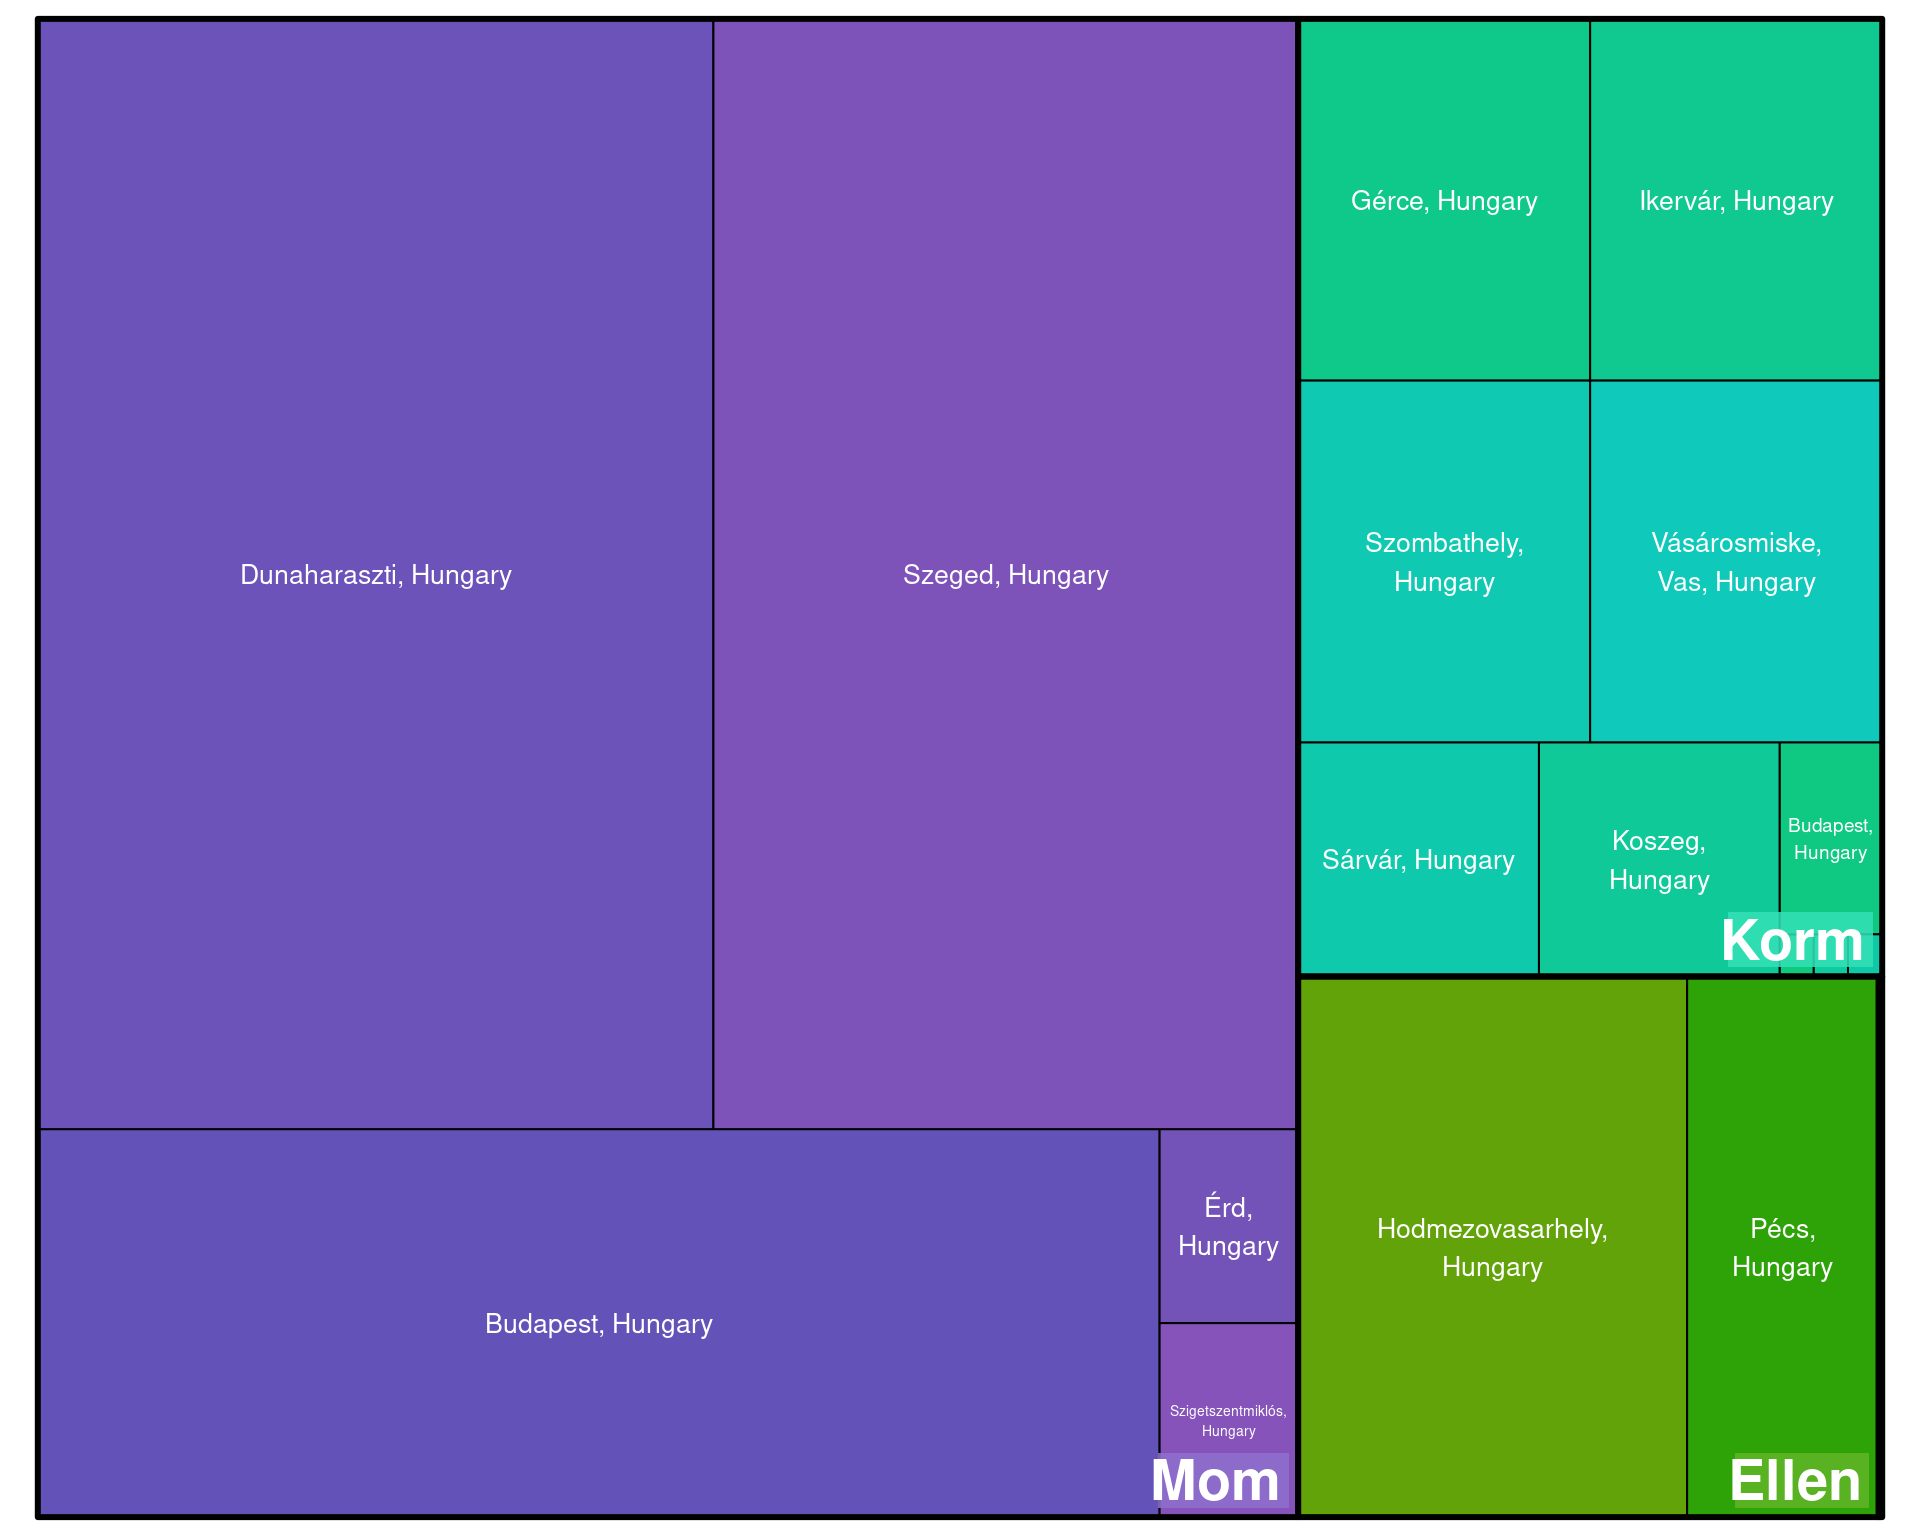 Dunaharaszti, Hungary
Szeged, Hungary
Budapest, Hungary
Érd,
Hungary
Szigetszentmiklós,
Hungary
Mom
Gérce, Hungary
Ikervár, Hungary
Szombathely,
Hungary
Vásárosmiske,
Vas, Hungary
Sárvár, Hungary
Koszeg,
Hungary
Budapest,
Hungary
Korm
Hodmezovasarhely,
Hungary
Pécs,
Hungary
Ellen